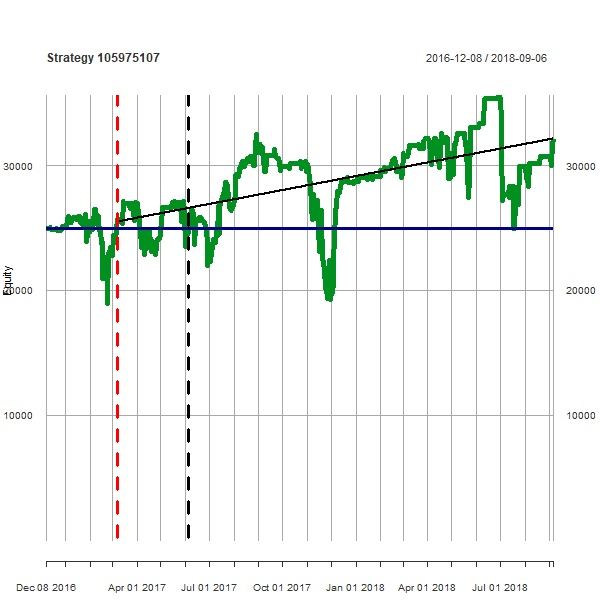 Strategy 105975107
2016-12-08 / 2018-09-06
30000
30000
Equity
20000
20000
10000
10000
Dec 08 2016
Apr 01 2017
Jul 01 2017
Oct 01 2017
Jan 01 2018
Apr 01 2018
Jul 01 2018